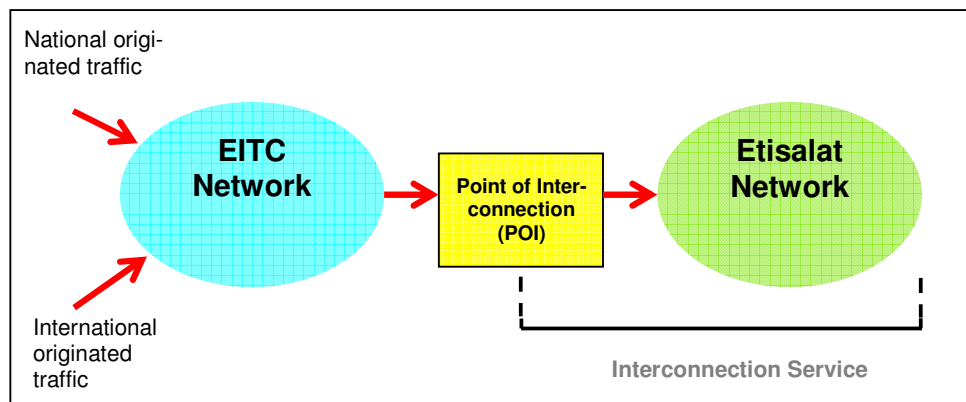 National origi-
nated traffic
EITC
Network
Point of Inter-
connection
(POI)
Etisalat
Network
International
originated
traffic
Interconnection Service